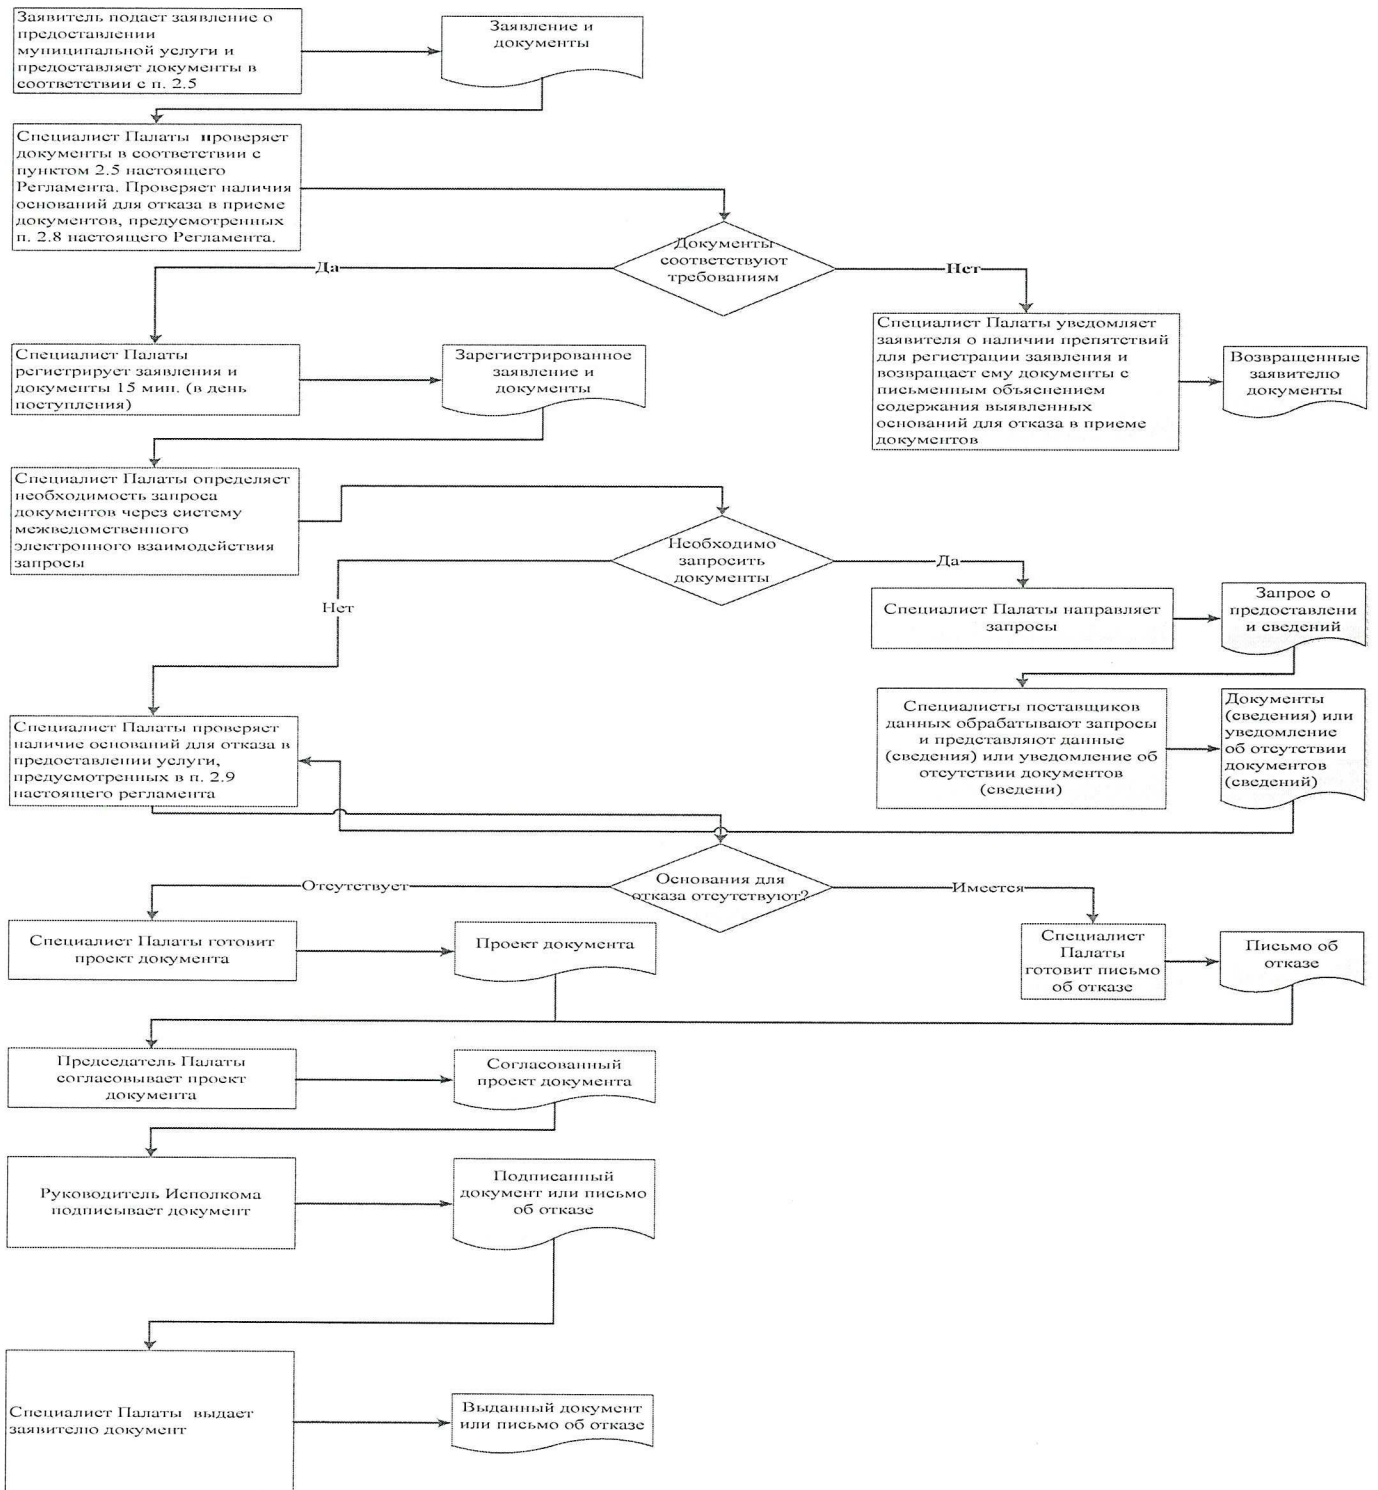 Заявитель подает заявление о
предоставлении
муниципальной услуги и
предоставляет документы в
соответствии с п. 2.5
Заявление и
документы
Специалист Палаты проверяет
документы в соответствии с
пунктом 2.5 настоящего
Регламента. Проверяет наличия
оснований для отказа в приеме
документов, предусмотренных
п. 2.8 настоящего Регламента.
Документы
соответствуют
требованиям
Да
Нет
Специалист Палаты
регистрирует заявления и
документы 15 мин. (в день
поступления)
Зарегистрированное
заявление и
документы
Специалист Палаты уведомляет
заявителя о наличии препятствий
для регистрации заявления и
возвращает ему документы с
письменным объяснением
содержания выявленных
оснований для отказа в приеме
документов
Возвращенные
заявителю
документы
Специалист Палаты определяет
необходимость запроса
документов через систему
межведомственного
электронного взаимодействия
запросы
Необходимо
запросить
документы
Да
Нет
Специалист Палаты направляет
запросы
Запрос о
предоставлени
и сведений
Специалисты поставщиков
данных обрабатывают запросы
и представляют данные
(сведения) или уведомление об
отсутствии документов
(сведени)
Документы
(сведения) или
уведомление
об отсутствии
документов
(сведений)
Специалист Палаты проверяет
наличие оснований для отказа в
предоставлении услуги,
предусмотренных в п. 2.9
настоящего регламента
Основания для
отказа отсутствуют?
Отсутствует
Имеется
Специалист Палаты готовит
проект документа
Проект документа
Специалист
Палаты
готовит письмо
об отказе
Письмо об
отказе
Председатель Палаты
согласовывает проект
документа
Согласованный
проект документа
Руководитель Исполкома
подписывает документ
Подписанный
документ или письмо
об отказе
Специалист Палаты выдает
заявителю документ
Выданный документ
или письмо об отказе